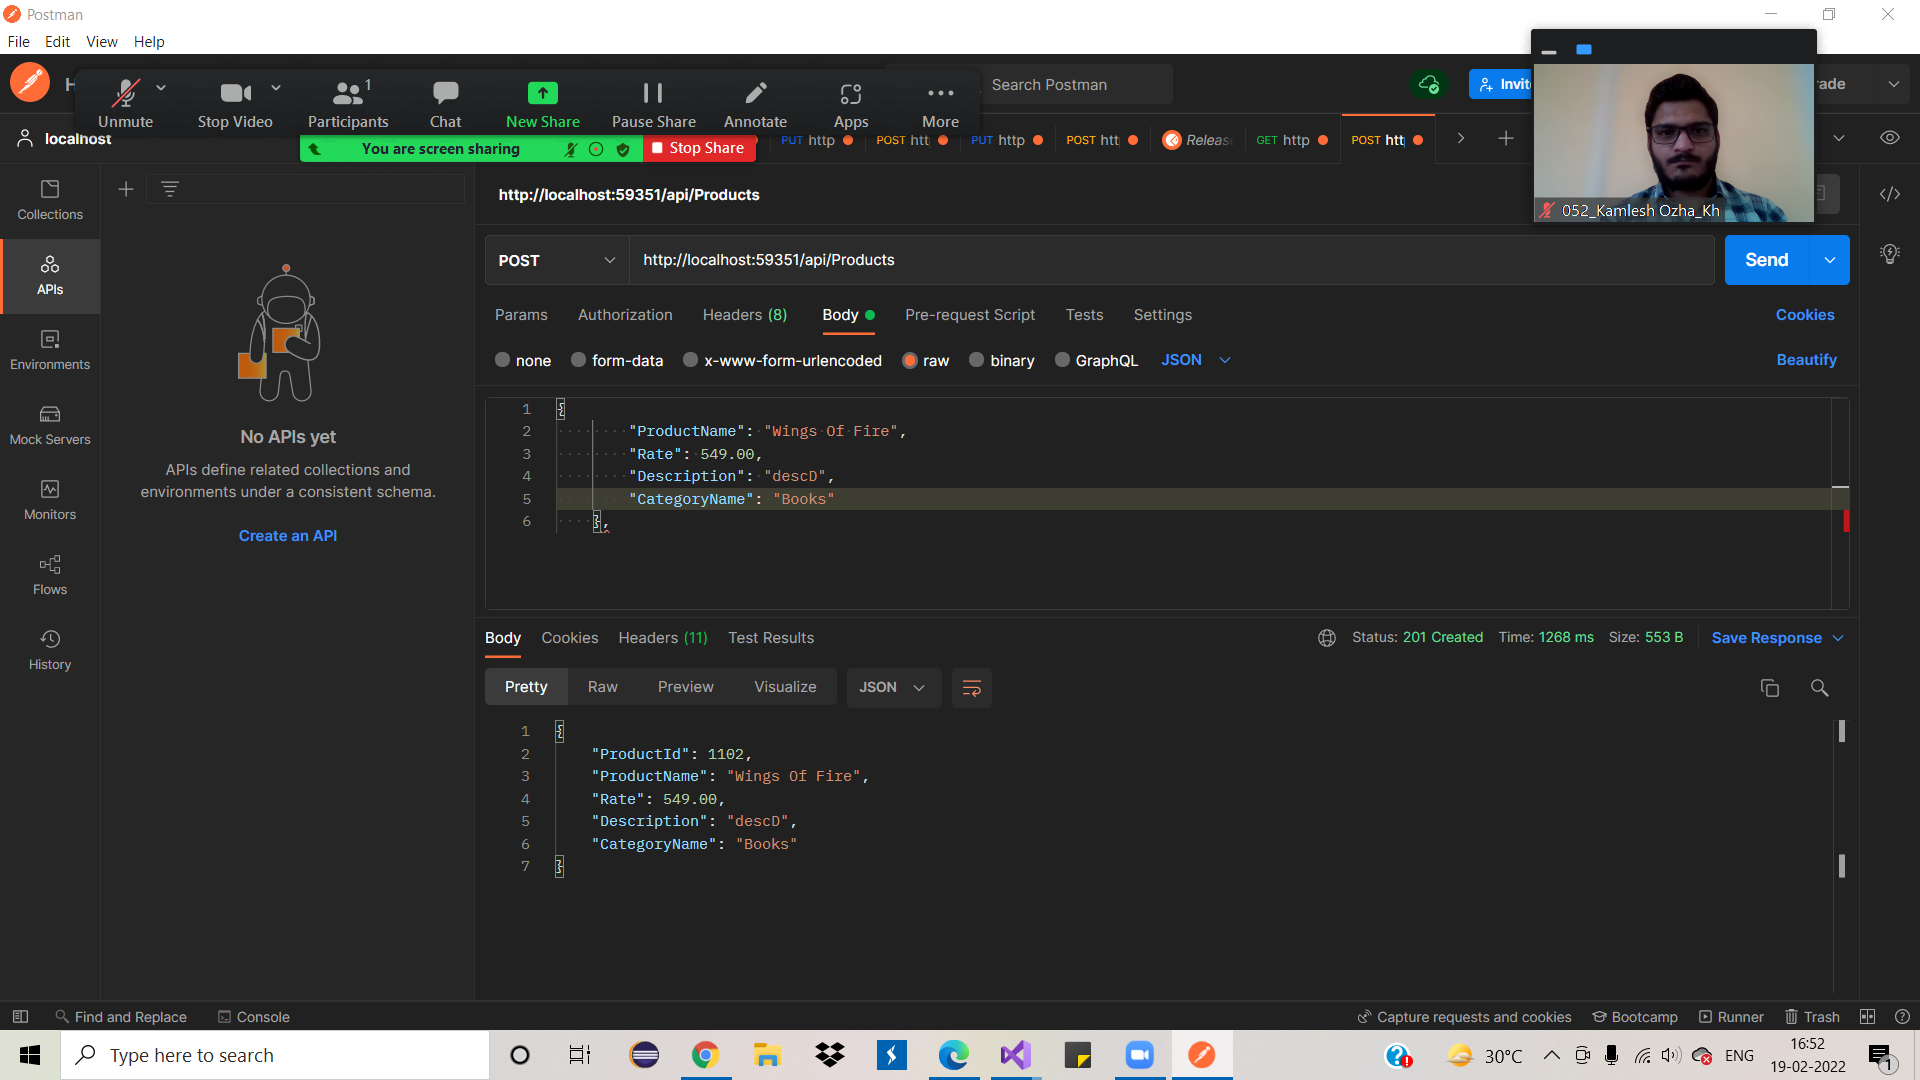 Postman
File Edit View Help
Unmute
Stop Video
Participants
1
Chat
New Share
Pause Share
Annotate
Apps
More
Search Postman
You are screen sharing
Stop Share
052_Kamlesh Ozha_Kh
localhost
PUT http
POST htt
PUT http
POST htt
Releas
GET http
POST htt
Collections
APIs
Environments
Mock Servers
Monitors
Flows
History
No APIs yet
APIs define related collections and
environments under a consistent schema.
Create an API
http://localhost:59351/api/Products
POST
http://localhost:59351/api/Products
Send
Params Authorization Headers (8) Body Pre-request Script Tests Settings Cookies
none form-data x-www-form-urlencoded raw binary GraphQL JSON Beautify
1 {
2 "ProductName": "Wings Of Fire",
3 "Rate": 549.00,
4 "Description": "descD",
5 "CategoryName": "Books"
6 },
Body Cookies Headers (11) Test Results
Status: 201 Created Time: 1268 ms Size: 553 B Save Response
Pretty Raw Preview Visualize JSON
1 {
2 "ProductId": 1102,
3 "ProductName": "Wings Of Fire",
4 "Rate": 549.00,
5 "Description": "descD",
6 "CategoryName": "Books"
7 }
Find and Replace Console
Capture requests and cookies Bootcamp Runner Trash
Type here to search
30°C
ENG
16:52
19-02-2022
1